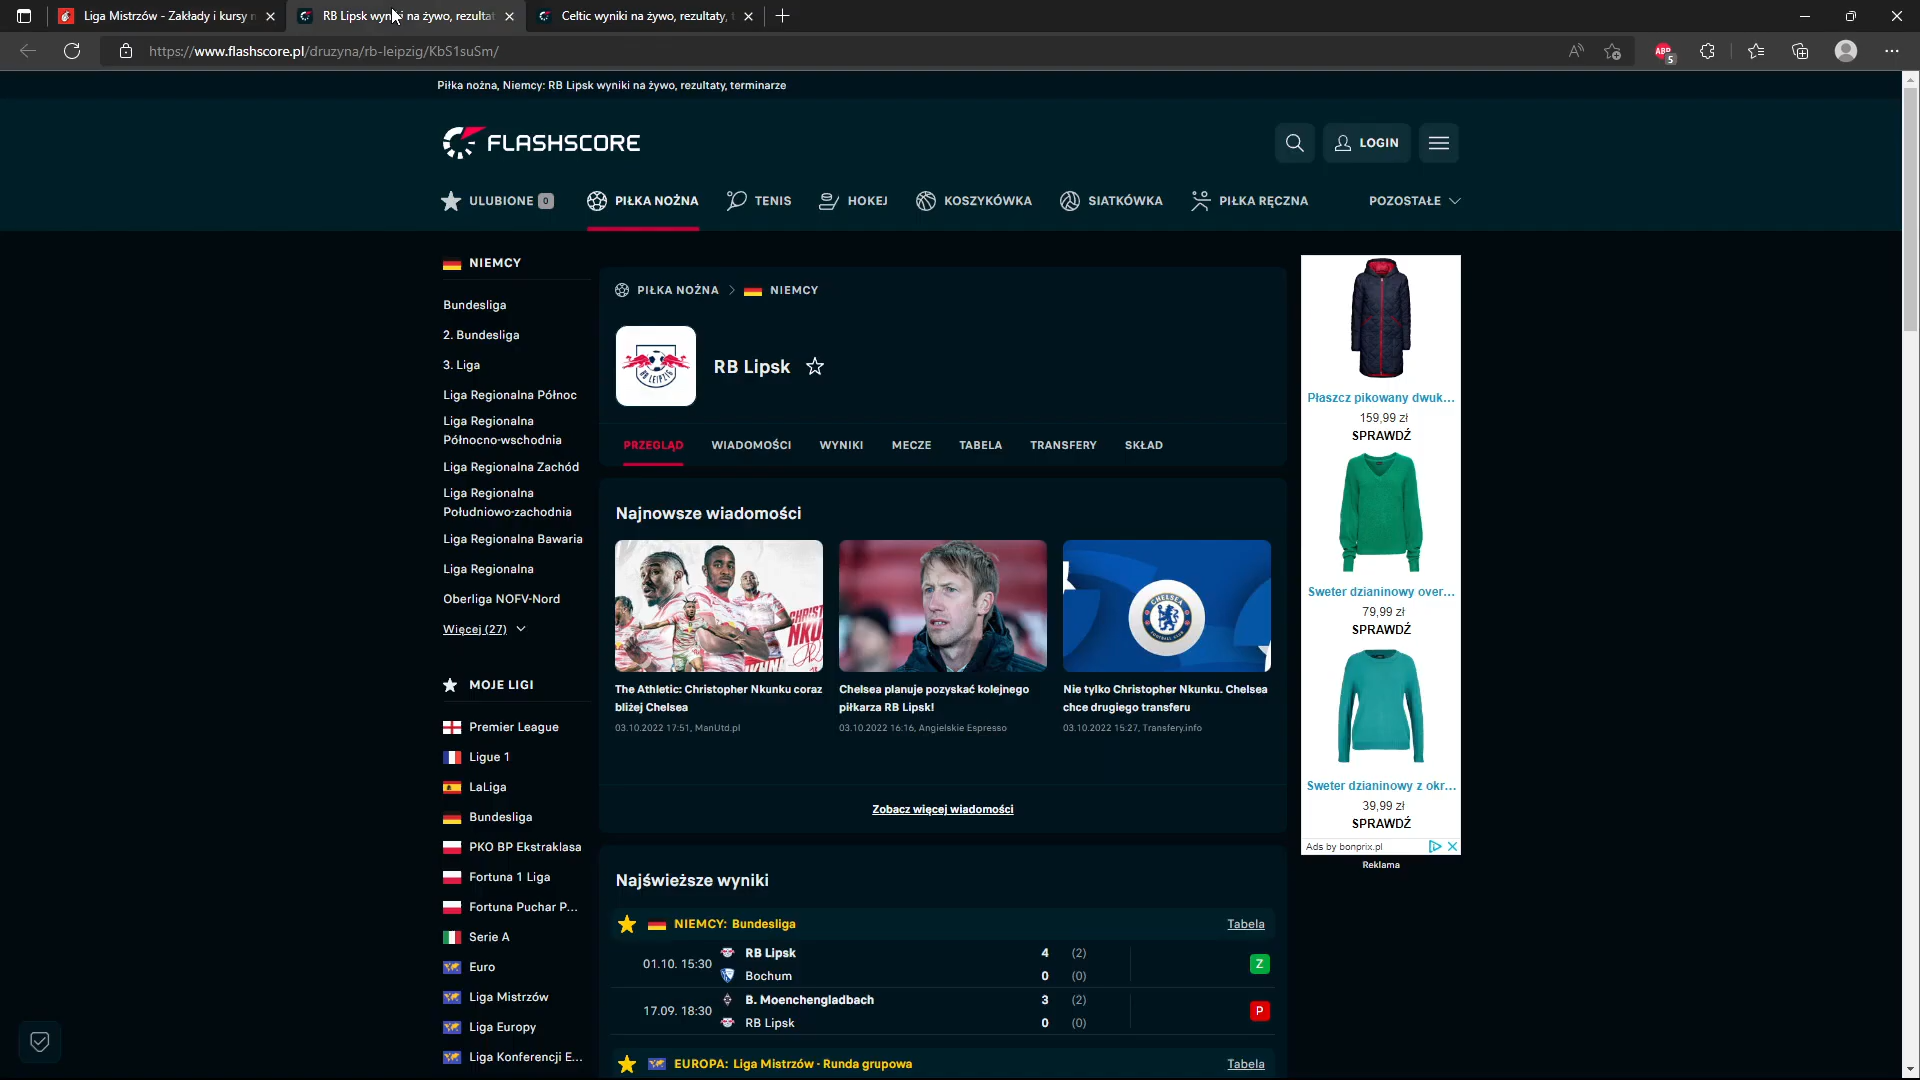 Liga Mistrzów - Zakłady i kursy
RB Lipsk wyniki na żywo, rezulta
Celtic wyniki na żywo, rezultaty,
https://www.flashscore.pl/druzyna/rb-leipzig/KbS1suSm/
ABP
5
Piłka nożna, Niemcy: RB Lipsk wyniki na żywo, rezultaty, terminarze
FLASHSCORE
LOGIN
ULUBIONE 0
PIŁKA NOŻNA
TENIS
HOKEJ
KOSZYKÓWKA
SIATKÓWKA
PIŁKA RĘCZNA
POZOSTAŁE
NIEMCY
Bundesliga
2. Bundesliga
3. Liga
Liga Regionalna Północ
Liga Regionalna
Północno-wschodnia
Liga Regionalna Zachód
Liga Regionalna
Południowo-zachodnia
Liga Regionalna Bawaria
Liga Regionalna
Oberliga NOFV-Nord
Więcej (27)
MOJE LIGI
Premier League
Ligue 1
LaLiga
Bundesliga
PKO BP Ekstraklasa
Fortuna 1 Liga
Fortuna Puchar P...
Serie A
Euro
Liga Mistrzów
Liga Europy
Liga Konferencji E...
PIŁKA NOŻNA > NIEMCY
RB LEIPZIG
RB Lipsk
PRZEGLĄD
WIADOMOŚCI
WYNIKI
MECZE
TABELA
TRANSFERY
SKŁAD
Najnowsze wiadomości
CHELSEA
FOOTBALL CLUB
The Athletic: Christopher Nkunku coraz
bliżej Chelsea
03.10.2022 17:51, ManUtd.pl
Chelsea planuje pozyskać kolejnego
piłkarza RB Lipsk!
03.10.2022 16:16, Angielskie Espresso
Nie tylko Christopher Nkunku. Chelsea
chce drugiego transferu
03.10.2022 15:27, Transfery.info
Zobacz więcej wiadomości
Najświeższe wyniki
NIEMCY: Bundesliga
Tabela
01.10. 15:30
RB Lipsk 4 (2)
Bochum 0 (0)
Z
17.09. 18:30
B. Moenchengladbach 3 (2)
RB Lipsk 0 (0)
P
EUROPA: Liga Mistrzów - Runda grupowa
Tabela
Płaszcz pikowany dwuk...
159,99 zł
SPRAWDŹ
Sweter dzianinowy over...
79,99 zł
SPRAWDŹ
Sweter dzianinowy z okr...
39,99 zł
SPRAWDŹ
Ads by bonprix.pl
Reklama